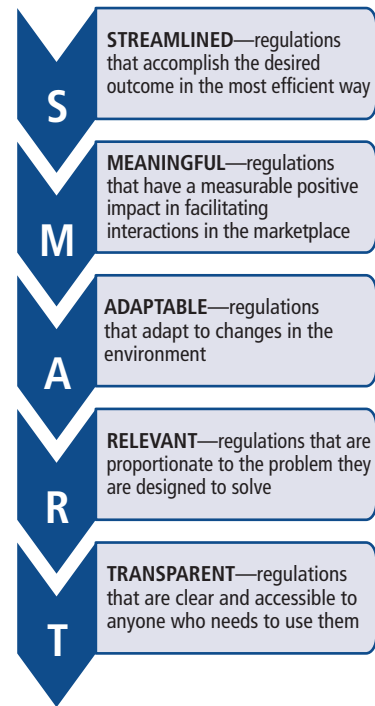 S
STREAMLINED—regulations
that accomplish the desired
outcome in the most efficient way
M
MEANINGFUL—regulations
that have a measurable positive
impact in facilitating
interactions in the marketplace
A
ADAPTABLE—regulations
that adapt to changes in the
environment
R
RELEVANT—regulations that are
proportionate to the problem they
are designed to solve
T
TRANSPARENT—regulations
that are clear and accessible to
anyone who needs to use them